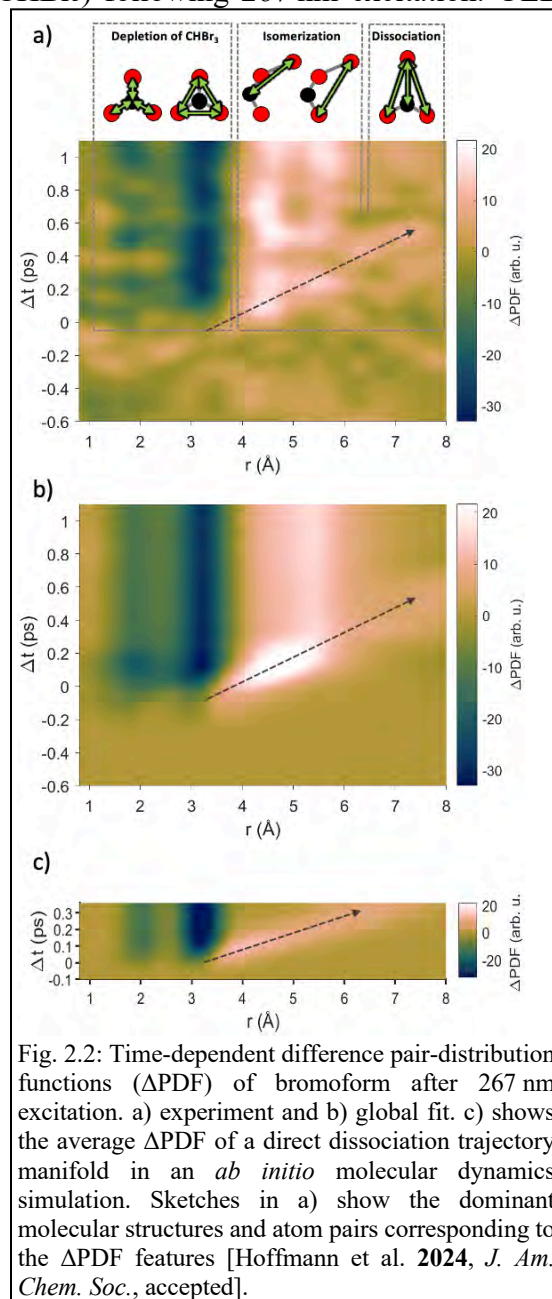 CHBr₃) following 267 nm excitation. UED
a)
Depletion of CHBr₃ Isomerization Dissociation
1
0.8
0.6
0.4
0.2
0
-0.2
-0.4
-0.6
Δt (ps)
1 2 3 4 5 6 7 8
r (Å)
20
10
0
-10
-20
-30
ΔPDF (arb. u.)
b)
1
0.8
0.6
0.4
0.2
0
-0.2
-0.4
-0.6
Δt (ps)
1 2 3 4 5 6 7 8
r (Å)
20
10
0
-10
-20
-30
ΔPDF (arb. u.)
c)
0.3
0.2
0.1
0
-0.1
Δt (ps)
1 2 3 4 5 6 7 8
r (Å)
20
10
0
-10
-20
ΔPDF (arb. u.
Fig. 2.2: Time-dependent difference pair-distribution
functions (ΔPDF) of bromoform after 267 nm
excitation. a) experiment and b) global fit. c) shows
the average ΔPDF of a direct dissociation trajectory
manifold in an ab initio molecular dynamics
simulation. Sketches in a) show the dominant
molecular structures and atom pairs corresponding to
the ΔPDF features [Hoffmann et al. 2024, J. Am.
Chem. Soc., accepted].